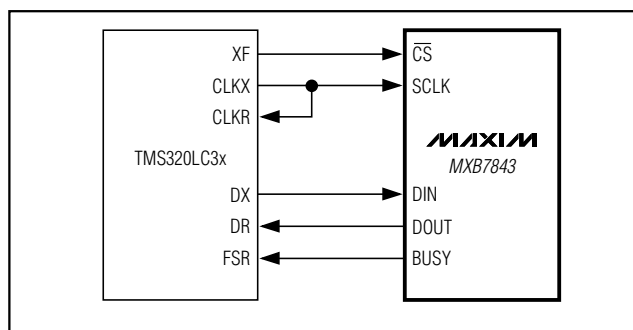 XF
CS
CLKX
SCLK
CLKR
MAXIM
TMS320LC3x
MXB7843
DX
DIN
DR
DOUT
FSR
BUSY